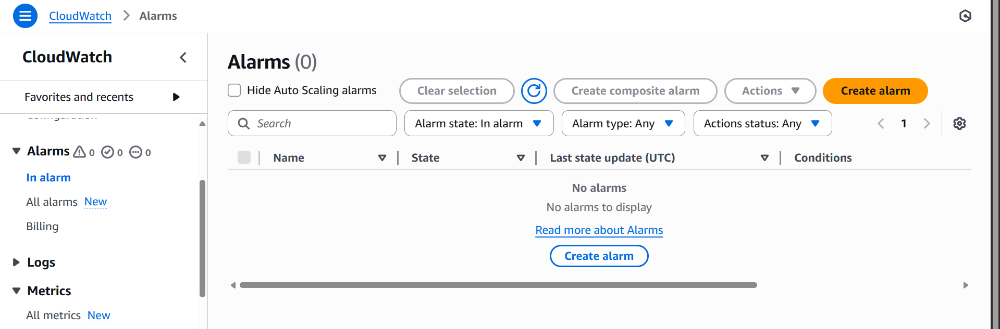 CloudWatch > Alarms
CloudWatch
Favorites and recents
Configuration
Alarms 0 0 0
In alarm
All alarms New
Billing
Logs
Metrics
All metrics New
Alarms (0)
Hide Auto Scaling alarms
Clear selection
Create composite alarm
Actions
Create alarm
Search
Alarm state: In alarm
Alarm type: Any
Actions status: Any
1
Name State Last state update (UTC) Conditions
No alarms
No alarms to display
Read more about Alarms
Create alarm